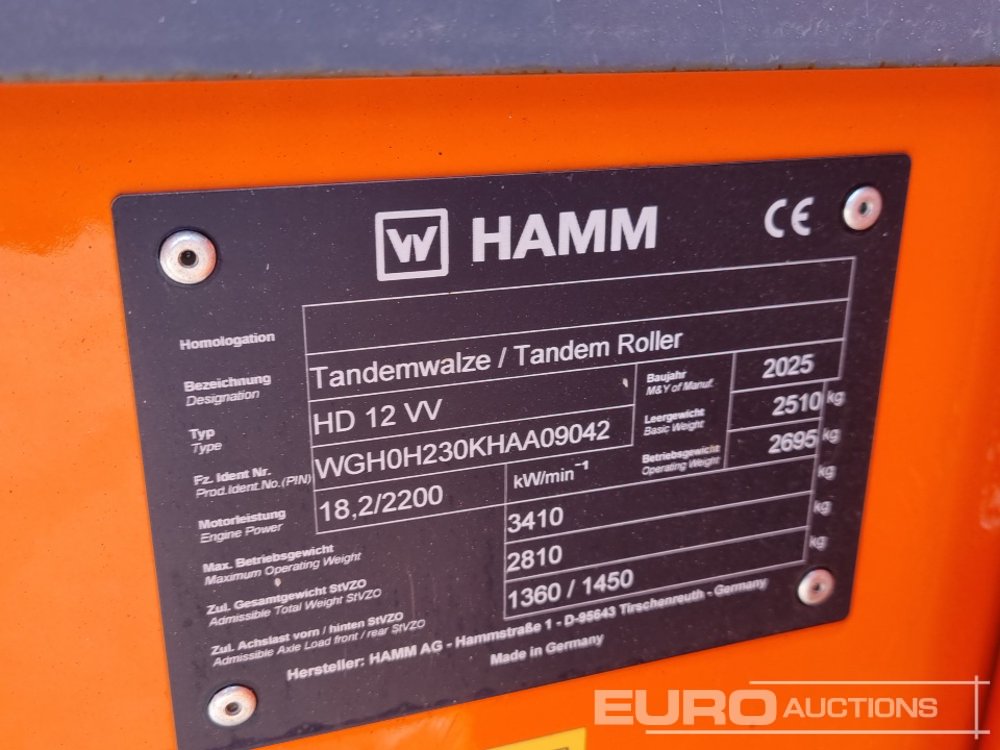 W HAMM CE
Homologation
Bezeichnung
Designation
Tandemwalze / Tandem Roller
Typ
Type
HD 12 VV
Baujahr
M&Y of Manuf.
2025
Fz. Ident Nr.
Prod.Ident.No.(PIN)
WGH0H230KHAA09042
Leergewicht
Basic Weight
2510 kg
Motorleistung
Engine Power
18,2/2200 kW/min⁻¹
Betriebsgewicht
Operating Weight
2695 kg
Max. Betriebsgewicht
Maximum Operating Weight
3410 kg
Zul. Gesamtgewicht StVZO
Admissible Total Weight StVZO
2810 kg
Zul. Achslast vorn / hinten StVZO
Admissible Axle Load front / rear StVZO
1360 / 1450
Hersteller: HAMM AG - Hammstraße 1 - D-95643 Tirschenreuth - Germany
Made in Germany
EURO AUCTIONS